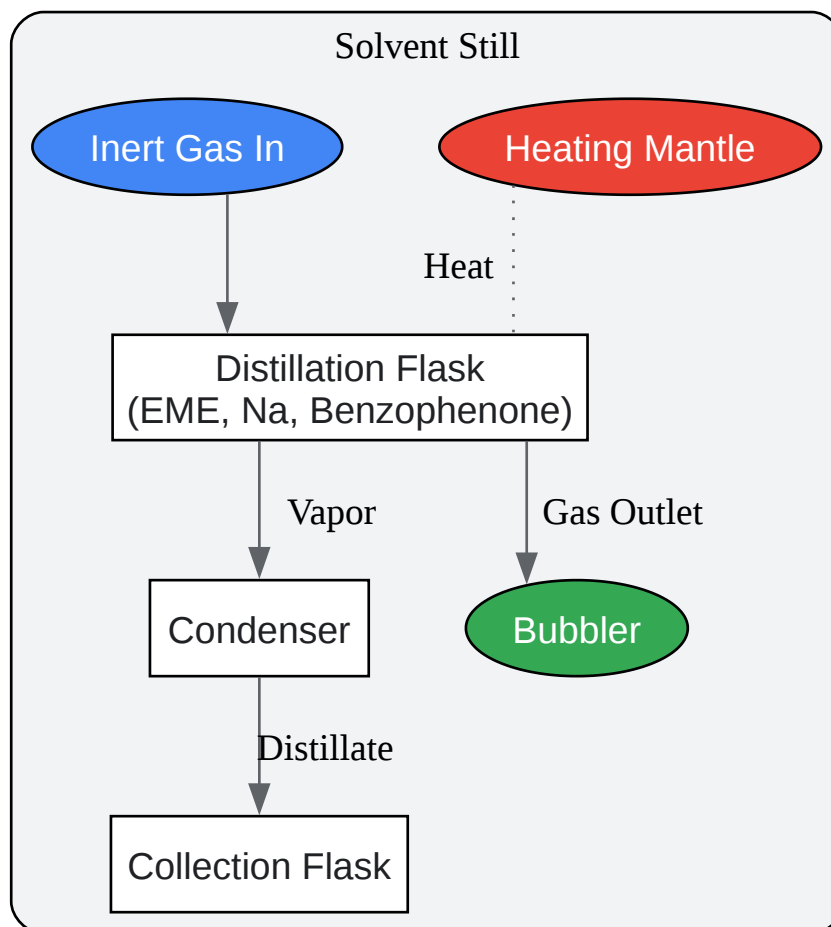 Solvent Still
Inert Gas In
Heating Mantle
Heat
Distillation Flask
(EME, Na, Benzophenone)
Vapor
Gas Outlet
Condenser
Bubbler
Distillate
Collection Flask